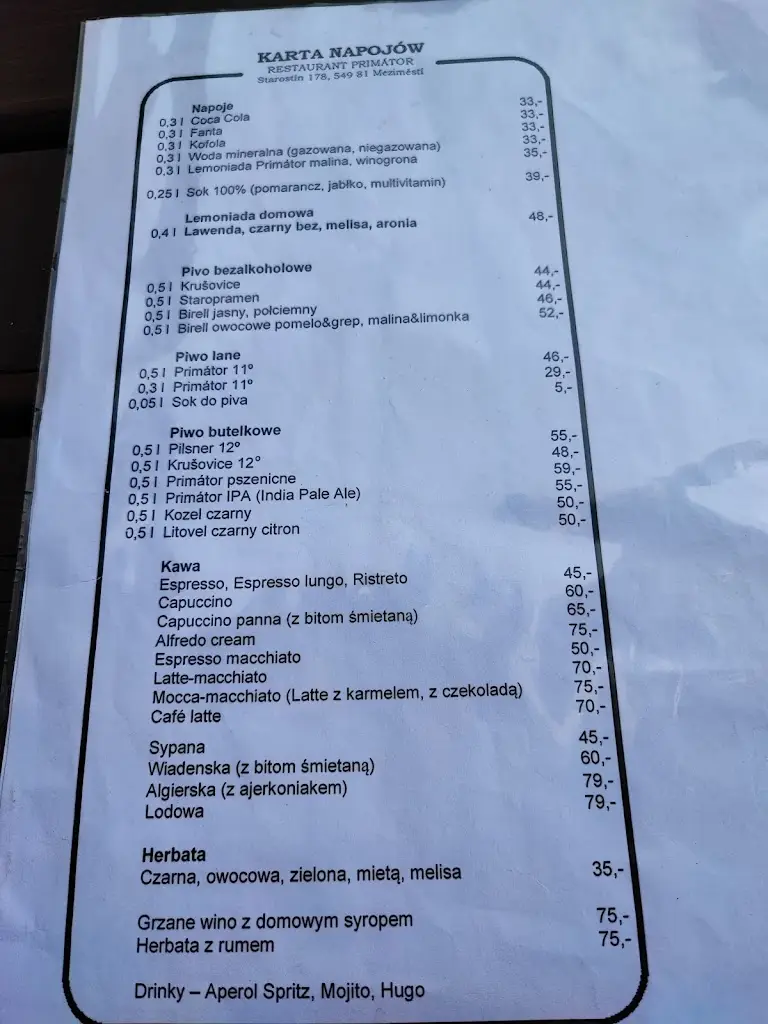 KARTA NAPOJÓW
RESTAURANT PRIMÁTOR
Starostin 178, 549 81 Meziměstí
Napoje
0,3 l Coca Cola 33,-
0,3 l Fanta 33,-
0,3 l Kofola 33,-
0,3 l Woda mineralna (gazowana, niegazowana) 33,-
0,3 l Lemoniada Primátor malina, winogrona 35,-
0,25 l Sok 100% (pomarancz, jabłko, multivitamin) 39,-
Lemoniada domowa
0,4 l Lawenda, czarny bez, melisa, aronia 48,-
Pivo bezalkoholowe
0,5 l Krušovice 44,-
0,5 l Staropramen 44,-
0,5 l Birell jasny, połciemny 46,-
0,5 l Birell owocowe pomelo&grep, malina&limonka 52,-
Piwo lane
0,5 l Primátor 11º 46,-
0,3 l Primátor 11º 29,-
0,05 l Sok do piva 5,-
Piwo butelkowe
0,5 l Pilsner 12º 55,-
0,5 l Krušovice 12º 48,-
0,5 l Primátor pszenicne 59,-
0,5 l Primátor IPA (India Pale Ale) 55,-
0,5 l Kozel czarny 50,-
0,5 l Litovel czarny citron 50,-
Kawa
Espresso, Espresso lungo, Ristreto 45,-
Capuccino 60,-
Capuccino panna (z bitom śmietaną) 65,-
Alfredo cream 75,-
Espresso macchiato 50,-
Latte-macchiato 70,-
Mocca-macchiato (Latte z karmelem, z czekoladą) 75,-
Café latte 70,-
Sypana 45,-
Wiadenska (z bitom śmietaną) 60,-
Algierska (z ajerkoniakem) 79,-
Lodowa 79,-
Herbata
Czarna, owocowa, zielona, mietą, melisa 35,-
Grzane wino z domowym syropem 75,-
Herbata z rumem 75,-
Drinky – Aperol Spritz, Mojito, Hugo